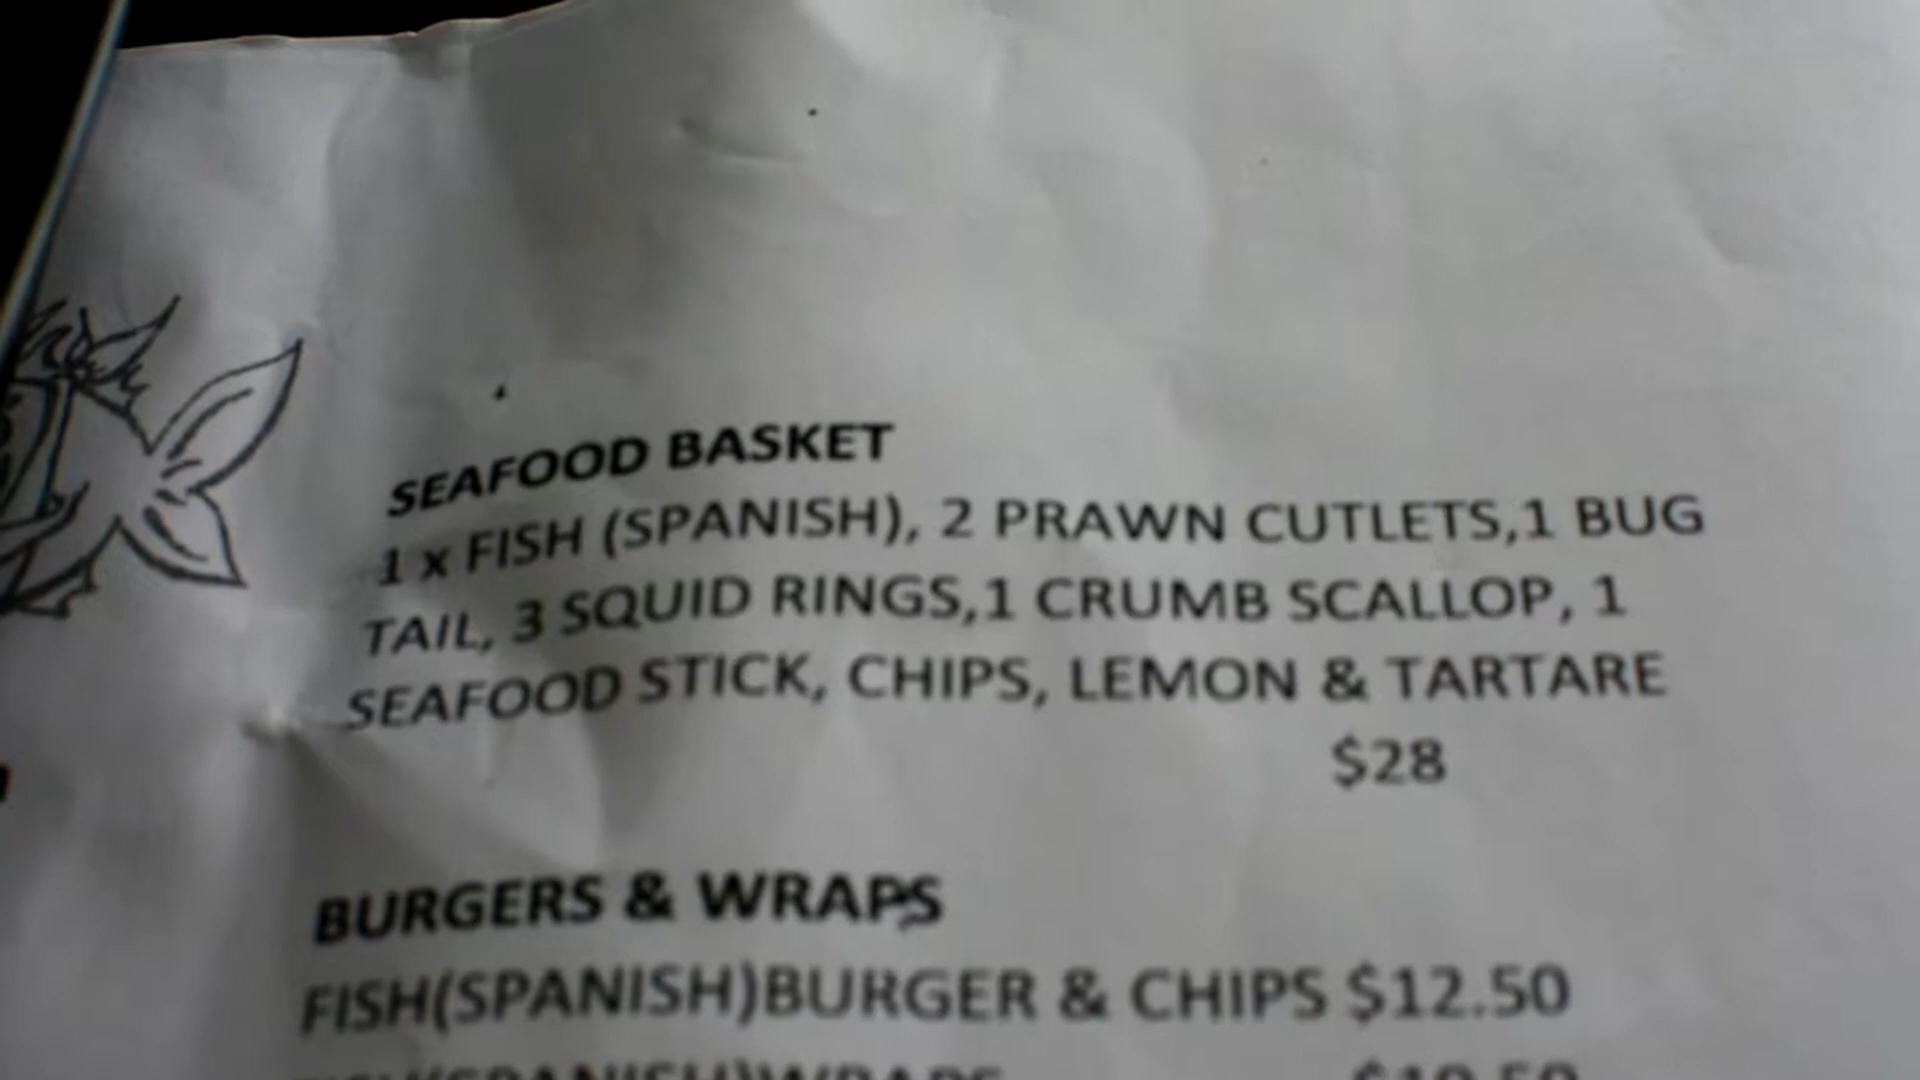 SEAFOOD BASKET
1 x FISH (SPANISH), 2 PRAWN CUTLETS,1 BUG
TAIL, 3 SQUID RINGS,1 CRUMB SCALLOP, 1
SEAFOOD STICK, CHIPS, LEMON & TARTARE
$28
BURGERS & WRAPS
FISH(SPANISH)BURGER & CHIPS $12.50